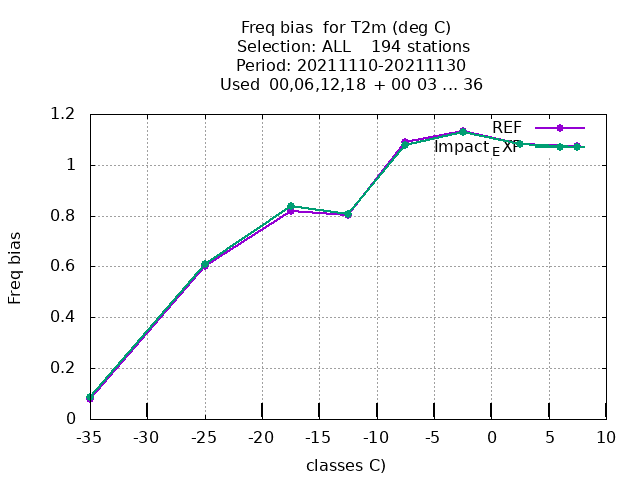 Freq bias  for T2m (deg C)
Selection: ALL    194 stations
Period: 20211110-20211130
Used 00,06,12,18 + 00 03 ... 36
1.2
1
0.8
0.6
0.4
0.2
0
Freq bias
REF
Impact_EXP
-35 -30 -25 -20 -15 -10 -5 0 5 10
classes C)